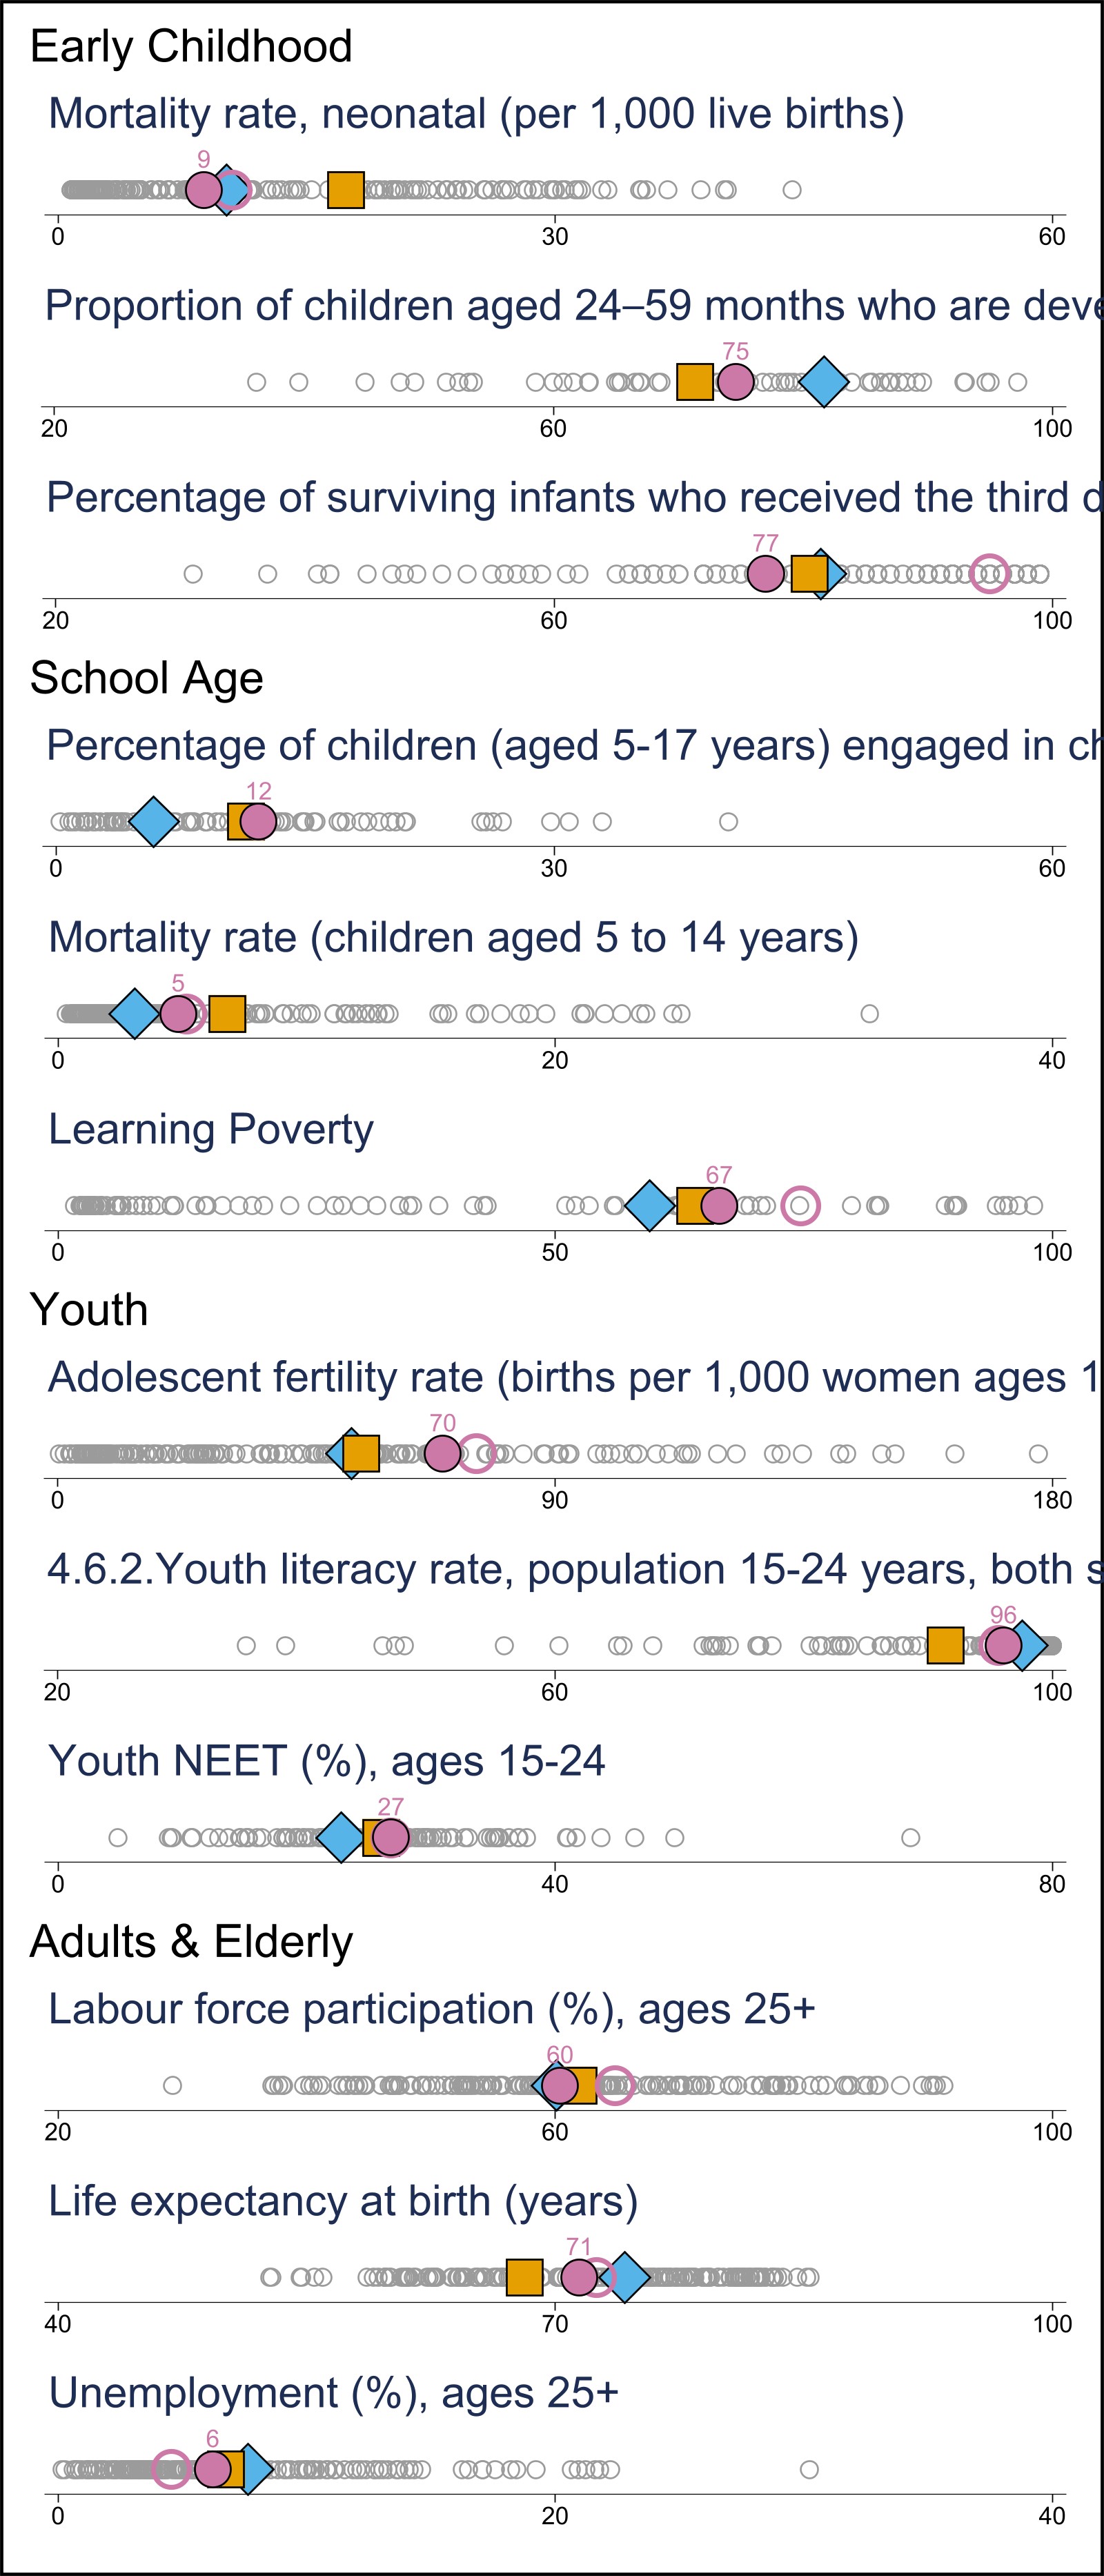 Early Childhood
Mortality rate, neonatal (per 1,000 live births)
9
0 30 60
Proportion of children aged 24–59 months who are deve
75
20 60 100
Percentage of surviving infants who received the third d
77
20 60 100
School Age
Percentage of children (aged 5-17 years) engaged in ch
12
0 30 60
Mortality rate (children aged 5 to 14 years)
5
0 20 40
Learning Poverty
67
0 50 100
Youth
Adolescent fertility rate (births per 1,000 women ages 1
70
0 90 180
4.6.2.Youth literacy rate, population 15-24 years, both s
96
20 60 100
Youth NEET (%), ages 15-24
27
0 40 80
Adults & Elderly
Labour force participation (%), ages 25+
60
20 60 100
Life expectancy at birth (years)
71
40 70 100
Unemployment (%), ages 25+
6
0 20 40